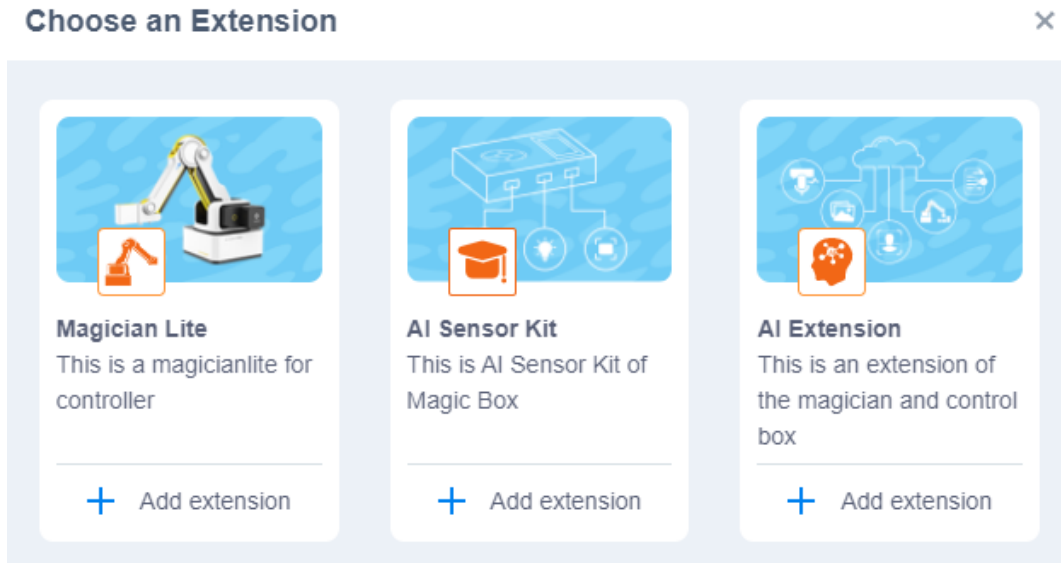 Choose an Extension
Magician Lite
This is a magicianlite for
controller
Add extension
AI Sensor Kit
This is AI Sensor Kit of
Magic Box
Add extension
AI Extension
This is an extension of
the magician and control
box
Add extension